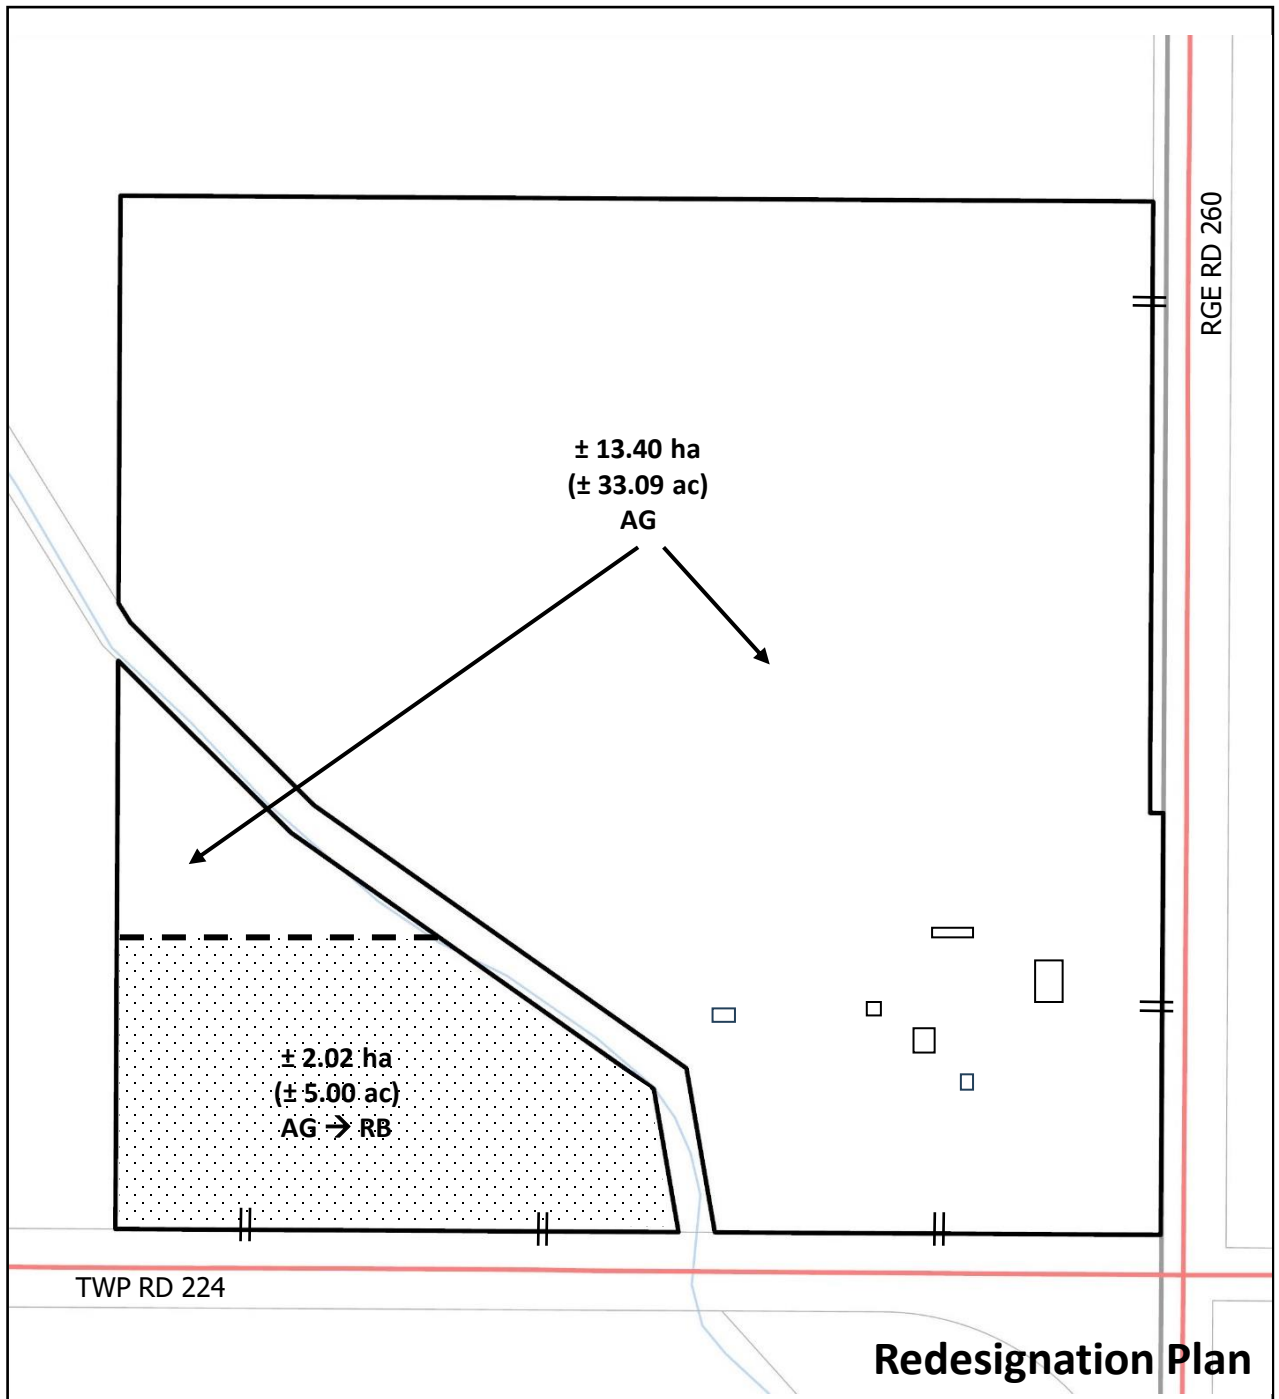 RGE RD 260
± 13.40 ha
(± 33.09 ac)
AG
± 2.02 ha
(± 5.00 ac)
AG → RB
TWP RD 224
Redesignation Plan